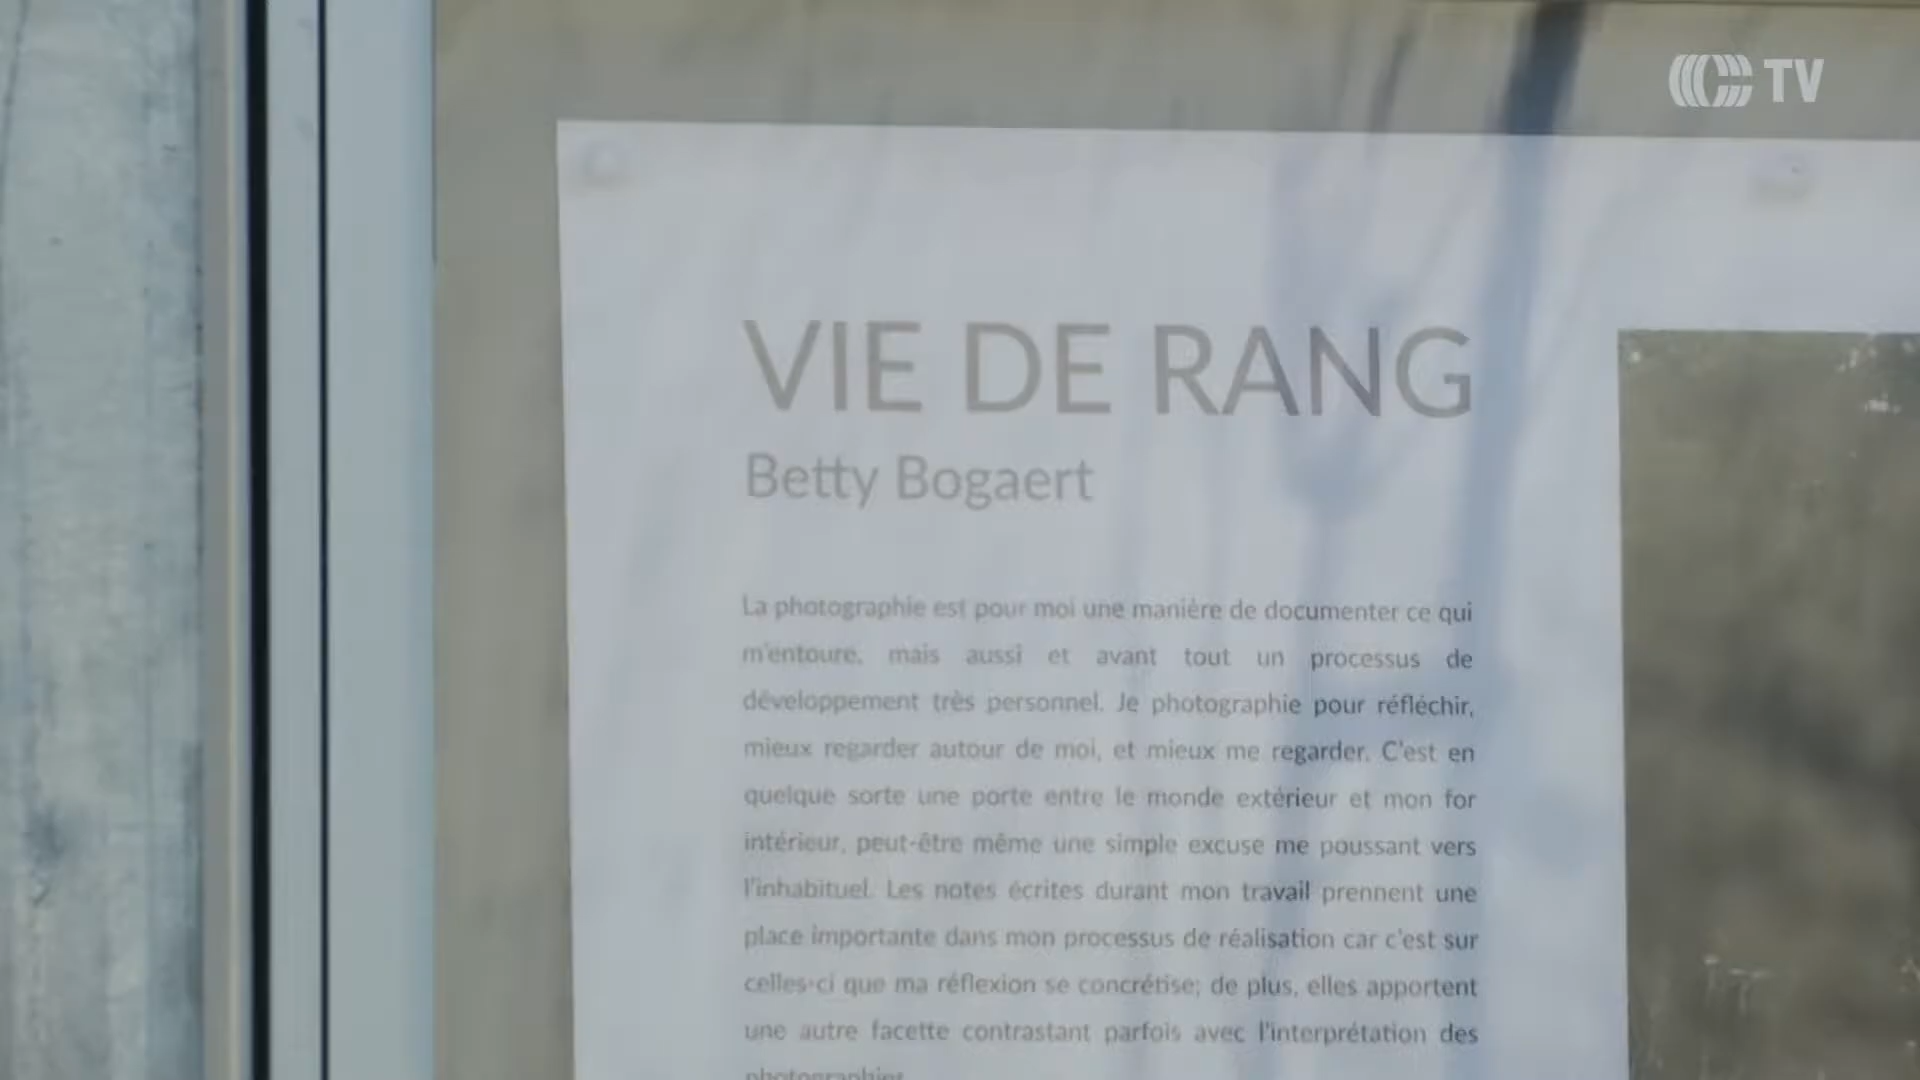 TV
VIE DE RANG
Betty Bogaert
La photographie est pour moi une manière de documenter ce qui
m'entoure, mais aussi et avant tout un processus de
développement très personnel. Je photographie pour réfléchir,
mieux regarder autour de moi, et mieux me regarder. C'est en
quelque sorte une porte entre le monde extérieur et mon for
intérieur, peut-être même une simple excuse me poussant vers
l'inhabituel. Les notes écrites durant mon travail prennent une
place importante dans mon processus de réalisation car c'est sur
celles-ci que ma réflexion se concrétise; de plus, elles apportent
une autre facette contrastant parfois avec l'interprétation des